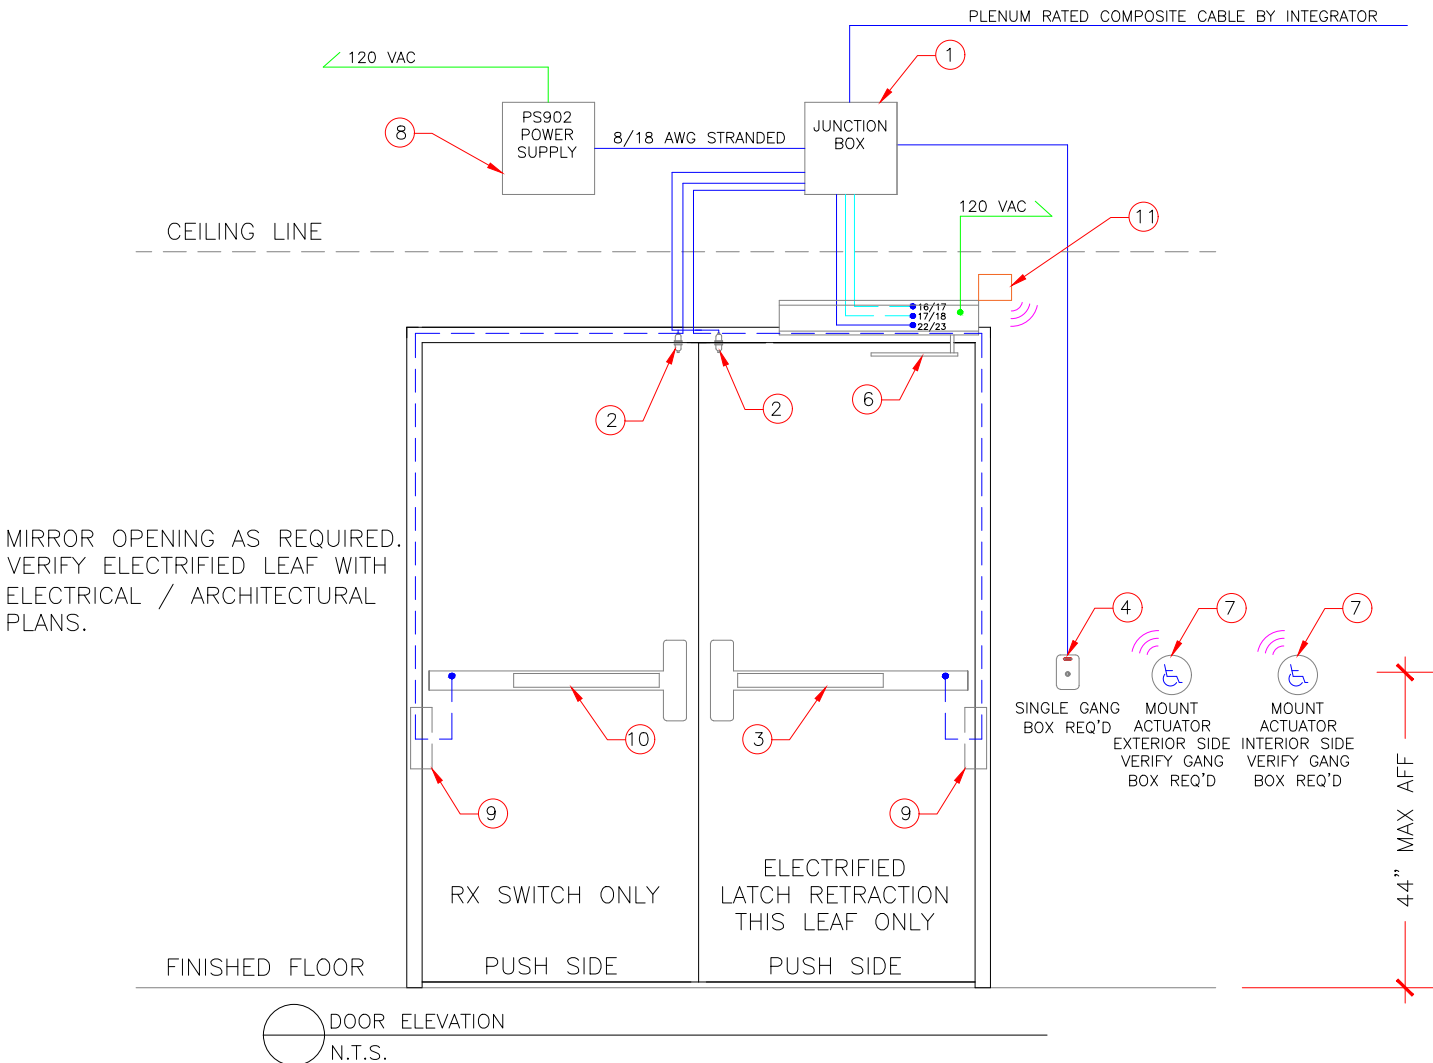 PLENUM RATED COMPOSITE CABLE BY INTEGRATOR
120 VAC
1
8
PS902
POWER
SUPPLY
8/18 AWG STRANDED
JUNCTION
BOX
120 VAC
11
CEILING LINE
16/17
17/18
22/23
2
2
6
MIRROR OPENING AS REQUIRED.
VERIFY ELECTRIFIED LEAF WITH
ELECTRICAL / ARCHITECTURAL
PLANS.
4
7
7
SINGLE GANG
BOX REQ'D
MOUNT
ACTUATOR
EXTERIOR SIDE
VERIFY GANG
BOX REQ'D
MOUNT
ACTUATOR
INTERIOR SIDE
VERIFY GANG
BOX REQ'D
10
3
9
9
44" MAX AFF
RX SWITCH ONLY
ELECTRIFIED
LATCH RETRACTION
THIS LEAF ONLY
FINISHED FLOOR
PUSH SIDE
PUSH SIDE
DOOR ELEVATION
N.T.S.